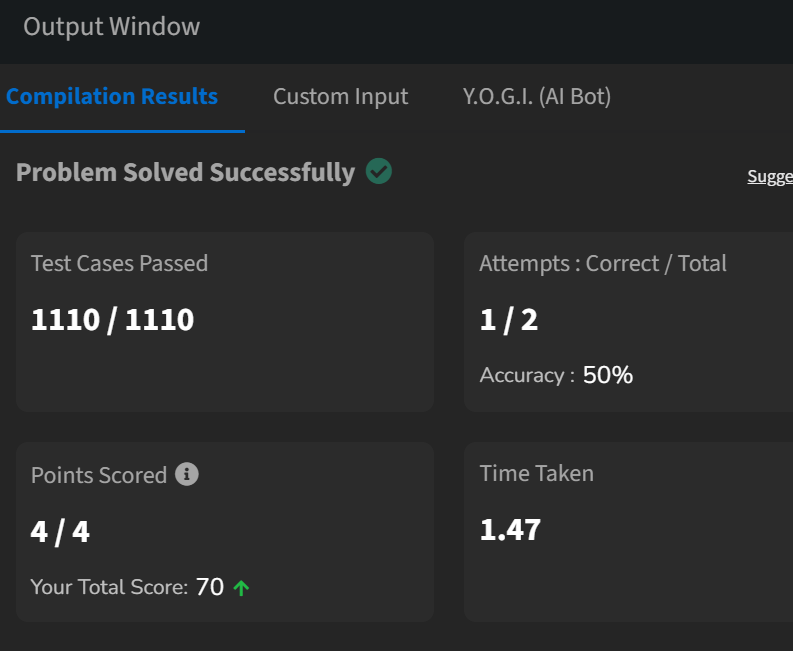 Output Window
Compilation Results Custom Input Y.O.G.I. (AI Bot)
Problem Solved Successfully
Sugge
Test Cases Passed
1110 / 1110
Attempts : Correct / Total
1 / 2
Accuracy : 50%
Points Scored
4 / 4
Your Total Score: 70
Time Taken
1.47